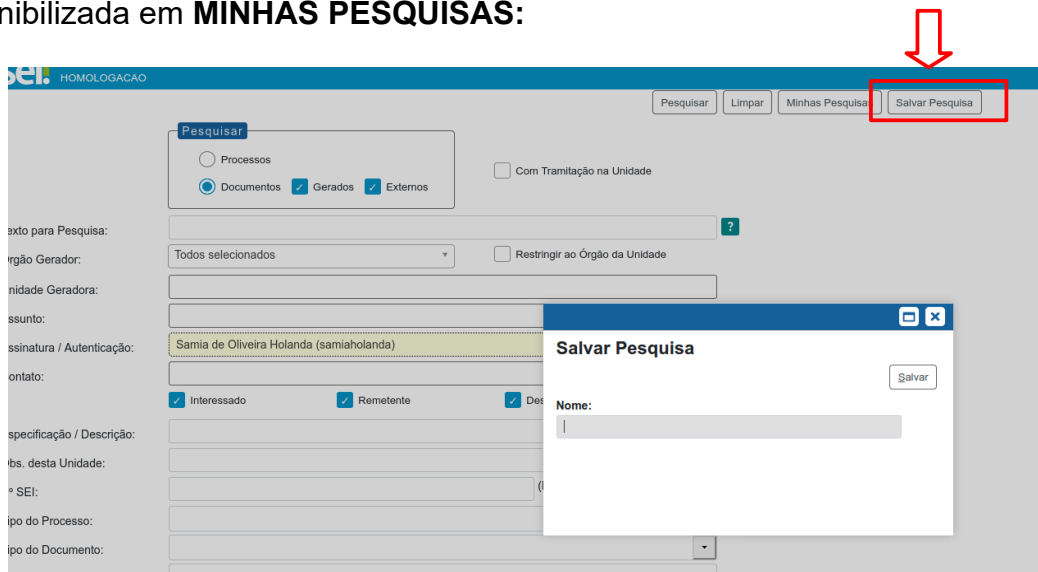 nibilizada em MINHAS PESQUISAS:
sei! HOMOLOGACAO
Pesquisar Limpar Minhas Pesquisas Salvar Pesquisa
Pesquisar
Processos
Com Tramitação na Unidade
Documentos Gerados Externos
exto para Pesquisa: ?
rgão Gerador: Todos selecionados Restringir ao Órgão da Unidade
nidade Geradora:
ssunto:
ssinatura / Autenticação: Samia de Oliveira Holanda (samiaholanda)
Salvar Pesquisa
ontato:
Salvar
Interessado Remetente Des
Nome:
specificação / Descrição:
bs. desta Unidade:
º SEI: (
ipo do Processo:
ipo do Documento: